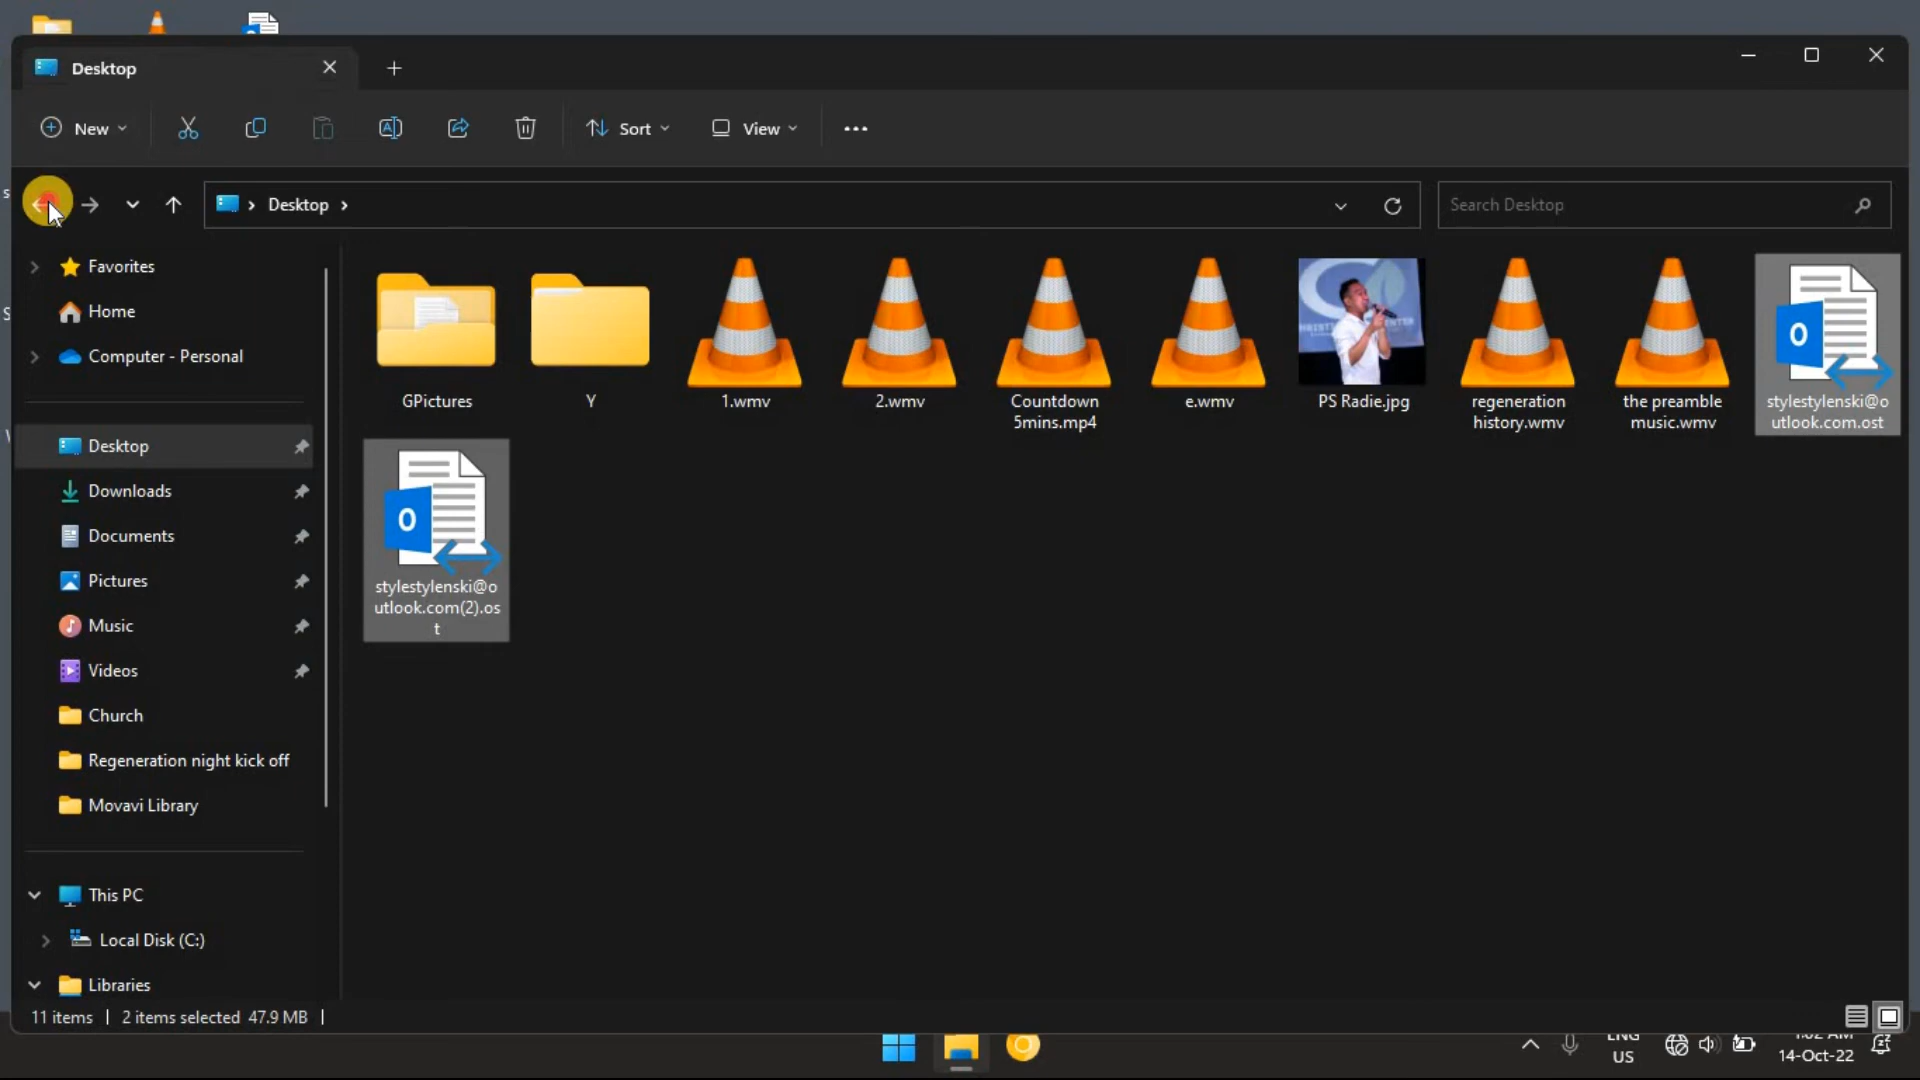 Desktop
New
Sort
View
Desktop
Search Desktop
Favorites
Home
Computer - Personal
Desktop
Downloads
Documents
Pictures
Music
Videos
Church
Regeneration night kick off
Movavi Library
This PC
Local Disk (C:)
Libraries
GPictures
Y
1.wmv
2.wmv
Countdown
5mins.mp4
e.wmv
PS Radie.jpg
regeneration
history.wmv
the preamble
music.wmv
stylestylenski@o
utlook.com.ost
stylestylenski@o
utlook.com(2).os
t
11 items
2 items selected 47.9 MB
ENG
US
14-Oct-22